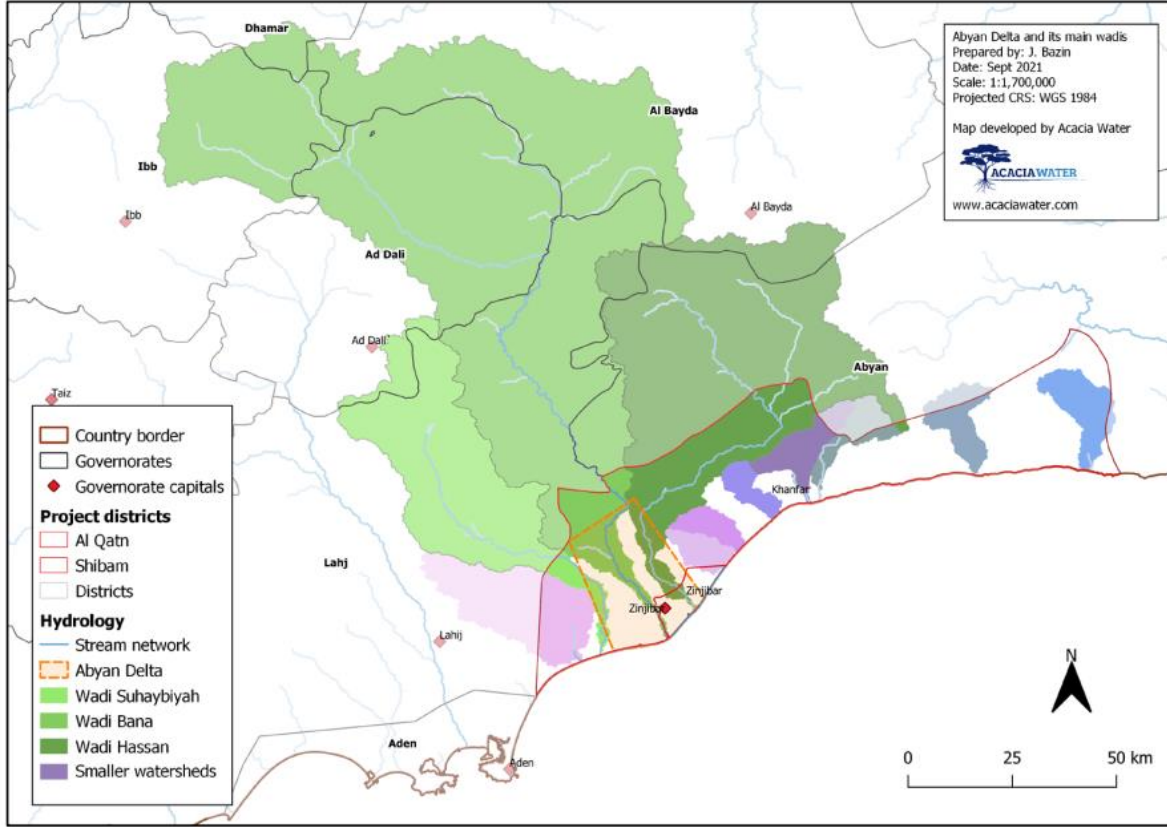 Abyan Delta and its main wadis
Prepared by: J. Bazin
Date: Sept 2021
Scale: 1:1,700,000
Projected CRS: WGS 1984
Map developed by Acacia Water
ACACIAWATER
www.acaciawater.com
Dhamar
Al Bayda
Ibb
Ibb
Al Bayda
Ad Dali
Ad Dali
Abyan
Taiz
Khanfar
Lahj
Zinjibar
Zinjibar
Lahij
Aden
Aden
Country border
Governorates
Governorate capitals
Project districts
Al Qatn
Shibam
Districts
Hydrology
Stream network
Abyan Delta
Wadi Suhaybiyah
Wadi Bana
Wadi Hassan
Smaller watersheds
N
0 25 50 km